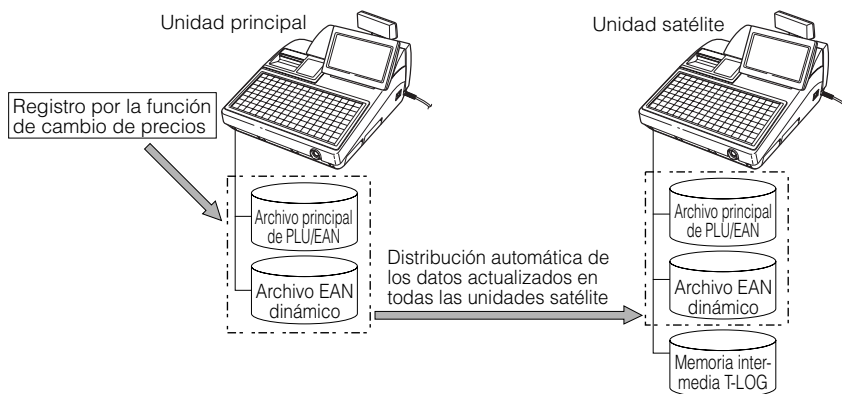 Unidad principal
Unidad satélite
Registro por la función
de cambio de precios
Archivo principal
de PLU/EAN
Archivo EAN
dinámico
Distribución automática de
los datos actualizados en
todas las unidades satélite
Archivo principal
de PLU/EAN
Archivo EAN
dinámico
Memoria inter-
media T-LOG